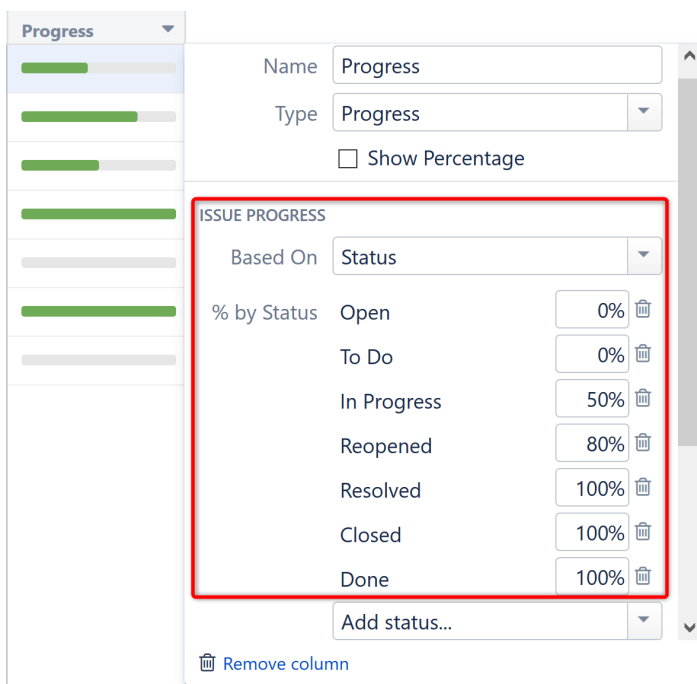 Progress
Name Progress
Type Progress
Show Percentage
ISSUE PROGRESS
Based On Status
% by Status Open 0%
To Do 0%
In Progress 50%
Reopened 80%
Resolved 100%
Closed 100%
Done 100%
Add status...
Remove column